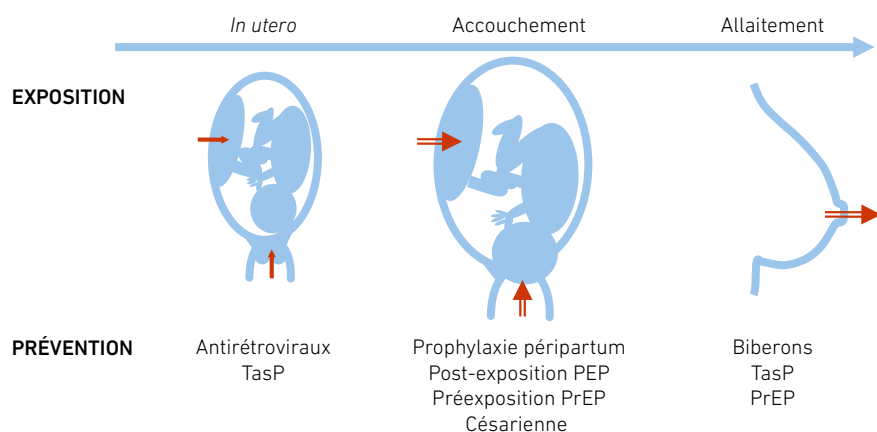 In utero
Accouchement
Allaitement
EXPOSITION
PRÉVENTION
Antirétroviraux
TasP
Prophylaxie péripartum
Post-exposition PEP
Préexposition PrEP
Césarienne
Biberons
TasP
PrEP